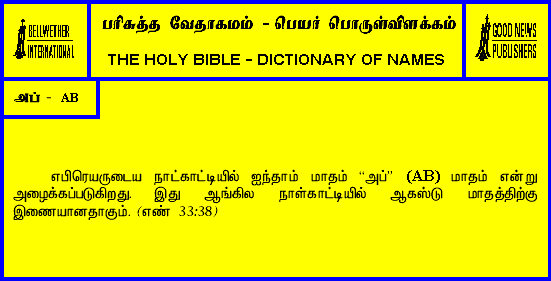 BELLWETHER
INTERNATIONAL
பரிசுத்த வேதாகமம் - பெயர் பொருள்விளக்கம்
THE HOLY BIBLE - DICTIONARY OF NAMES
GOOD NEWS
PUBLISHERS
அப் - AB
எபிரெயருடைய நாட்காட்டியில் ஐந்தாம் மாதம் “அப்” (AB) மாதம் என்று
அழைக்கப்படுகிறது. இது ஆங்கில நாள்காட்டியில் ஆகஸ்டு மாதத்திற்கு
இணையானதாகும். (எண் 33:38)